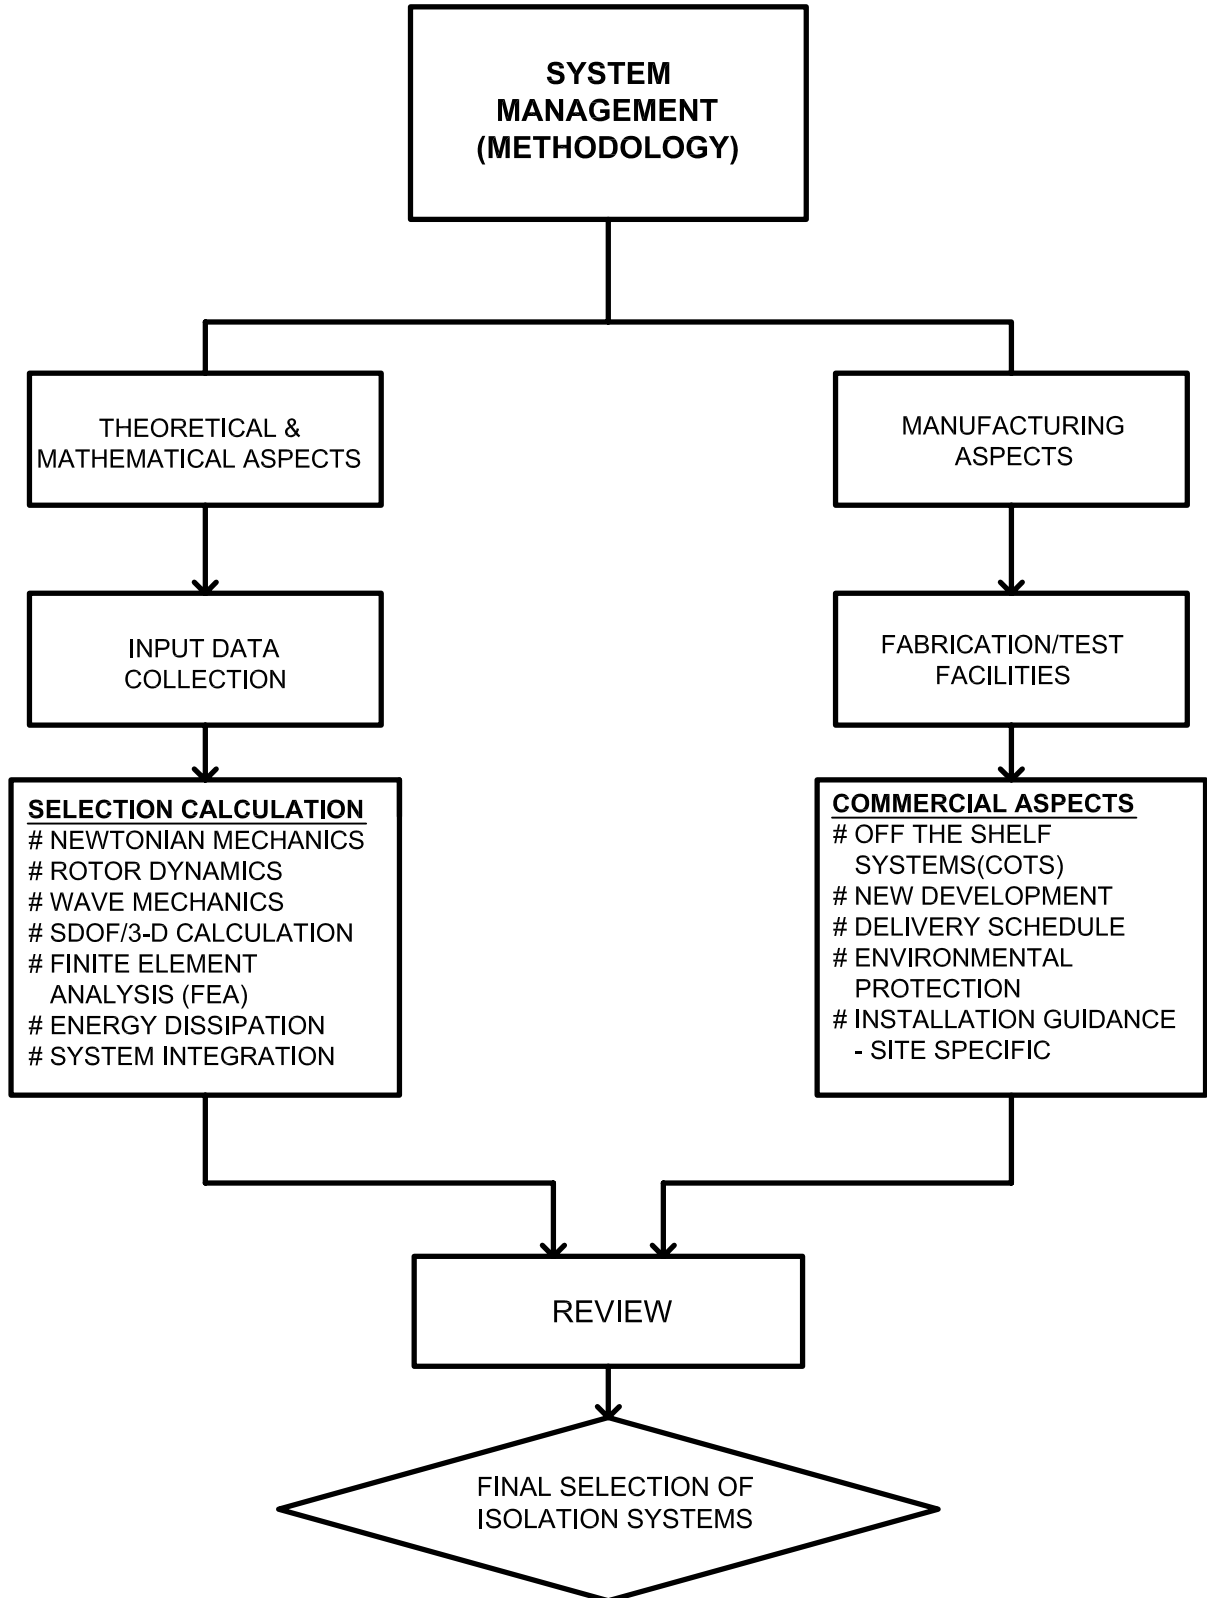 SYSTEM
MANAGEMENT
(METHODOLOGY)
THEORETICAL &
MATHEMATICAL ASPECTS
MANUFACTURING
ASPECTS
INPUT DATA
COLLECTION
FABRICATION/TEST
FACILITIES
SELECTION CALCULATION
# NEWTONIAN MECHANICS
# ROTOR DYNAMICS
# WAVE MECHANICS
# SDOF/3-D CALCULATION
# FINITE ELEMENT
ANALYSIS (FEA)
# ENERGY DISSIPATION
# SYSTEM INTEGRATION
COMMERCIAL ASPECTS
# OFF THE SHELF
SYSTEMS(COTS)
# NEW DEVELOPMENT
# DELIVERY SCHEDULE
# ENVIRONMENTAL
PROTECTION
# INSTALLATION GUIDANCE
- SITE SPECIFIC
REVIEW
FINAL SELECTION OF
ISOLATION SYSTEMS